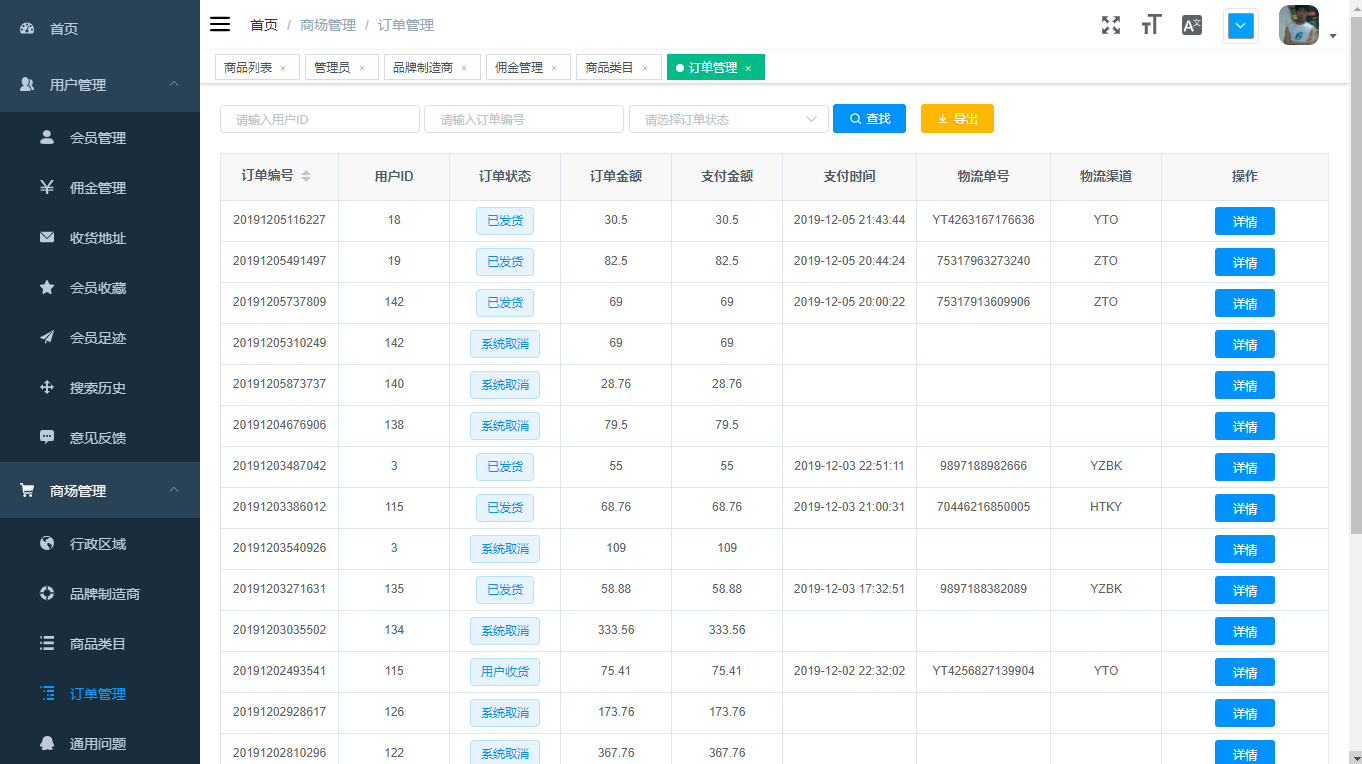 首页
用户管理
会员管理
佣金管理
收货地址
会员收藏
会员足迹
搜索历史
意见反馈
商场管理
行政区域
品牌制造商
商品类目
订单管理
通用问题
首页 / 商场管理 / 订单管理
商品列表 × 管理员 × 品牌制造商 × 佣金管理 × 商品类目 × 订单管理 ×
请输入用户ID 请输入订单编号 请选择订单状态 查找 导出
订单编号 用户ID 订单状态 订单金额 支付金额 支付时间 物流单号 物流渠道 操作
20191205116227 18 已发货 30.5 30.5 2019-12-05 21:43:44 YT4263167176636 YTO 详情
20191205491497 19 已发货 82.5 82.5 2019-12-05 20:44:24 75317963273240 ZTO 详情
20191205737809 142 已发货 69 69 2019-12-05 20:00:22 75317913609906 ZTO 详情
20191205310249 142 系统取消 69 69 详情
20191205873737 140 系统取消 28.76 28.76 详情
20191204676906 138 系统取消 79.5 79.5 详情
20191203487042 3 已发货 55 55 2019-12-03 22:51:11 9897188982666 YZBK 详情
20191203386012 115 已发货 68.76 68.76 2019-12-03 21:00:31 70446216850005 HTKY 详情
20191203540926 3 系统取消 109 109 详情
20191203271631 135 已发货 58.88 58.88 2019-12-03 17:32:51 9897188382089 YZBK 详情
20191203035502 134 系统取消 333.56 333.56 详情
20191202493541 115 用户收货 75.41 75.41 2019-12-02 22:32:02 YT4256827139904 YTO 详情
20191202928617 126 系统取消 173.76 173.76 详情
20191202810296 122 系统取消 367.76 367.76 详情